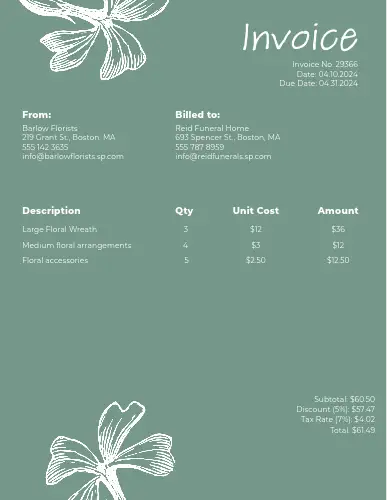 Invoice
Invoice No 29366
Date: 04.10.2024
Due Date: 04.31.2024
From:
Barlow Florists
219 Grant St., Boston. MA
555 142 3635
info@barlowflorists.sp.com
Billed to:
Reid Funeral Home
693 Spencer St., Boston, MA
555 787 8959
info@reidfunerals.sp.com
Description Qty Unit Cost Amount
Large Floral Wreath 3 $12 $36
Medium floral arrangements 4 $3 $12
Floral accessories 5 $2.50 $12.50
Subtotal: $60.50
Discount (5%): $57.47
Tax Rate (7%): $4.02
Total: $61.49